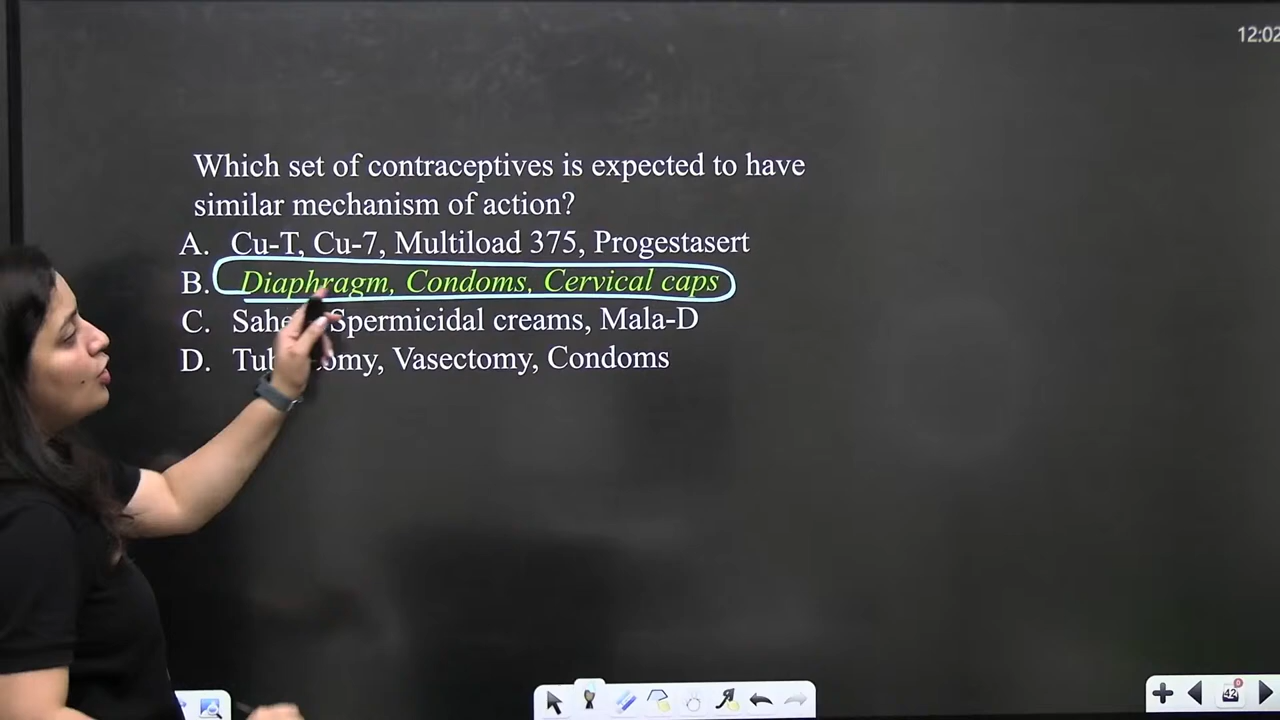 12:02
Which set of contraceptives is expected to have
similar mechanism of action?
A. Cu-T, Cu-7, Multiload 375, Progestasert
B. Diaphragm, Condoms, Cervical caps
C. Spermicidal creams, Mala-D
D. Vasectomy, Condoms
42